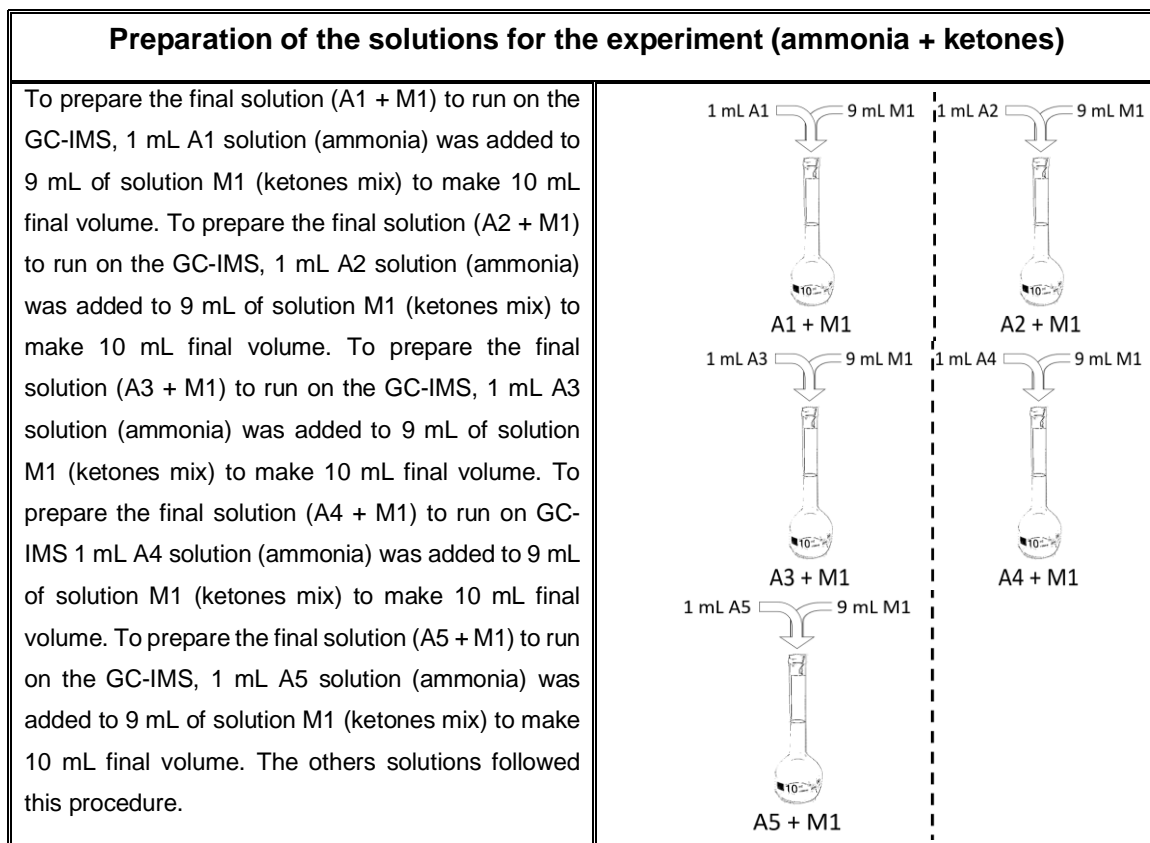 Preparation of the solutions for the experiment (ammonia + ketones)
To prepare the final solution (A1 + M1) to run on the
GC-IMS, 1 mL A1 solution (ammonia) was added to
9 mL of solution M1 (ketones mix) to make 10 mL
final volume. To prepare the final solution (A2 + M1)
to run on the GC-IMS, 1 mL A2 solution (ammonia)
was added to 9 mL of solution M1 (ketones mix) to
make 10 mL final volume. To prepare the final
solution (A3 + M1) to run on the GC-IMS, 1 mL A3
solution (ammonia) was added to 9 mL of solution
M1 (ketones mix) to make 10 mL final volume. To
prepare the final solution (A4 + M1) to run on GC-
IMS 1 mL A4 solution (ammonia) was added to 9 mL
of solution M1 (ketones mix) to make 10 mL final
volume. To prepare the final solution (A5 + M1) to run
on the GC-IMS, 1 mL A5 solution (ammonia) was
added to 9 mL of solution M1 (ketones mix) to make
10 mL final volume. The others solutions followed
this procedure.
1 mL A1 9 mL M1
10
A1 + M1
1 mL A2 9 mL M1
10
A2 + M1
1 mL A3 9 mL M1
10
A3 + M1
1 mL A4 9 mL M1
10
A4 + M1
1 mL A5 9 mL M1
10
A5 + M1